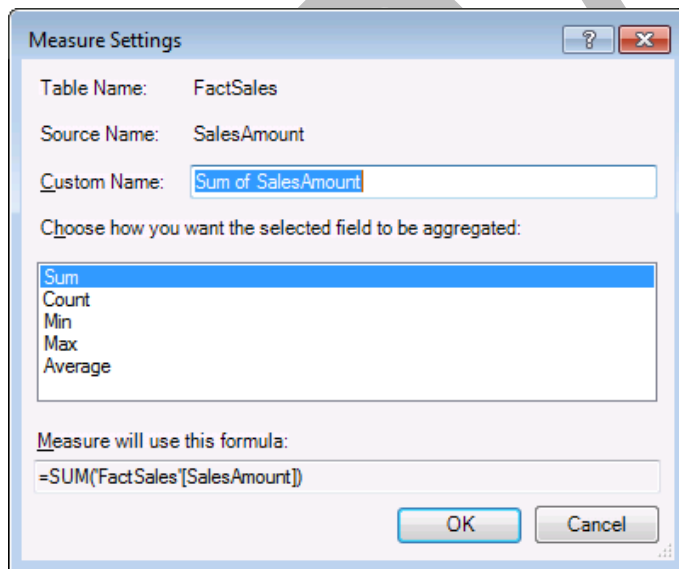 Measure Settings
Table Name: FactSales
Source Name: SalesAmount
Custom Name: Sum of SalesAmount
Choose how you want the selected field to be aggregated:
Sum
Count
Min
Max
Average
Measure will use this formula:
=SUM('FactSales'[SalesAmount])
OK Cancel